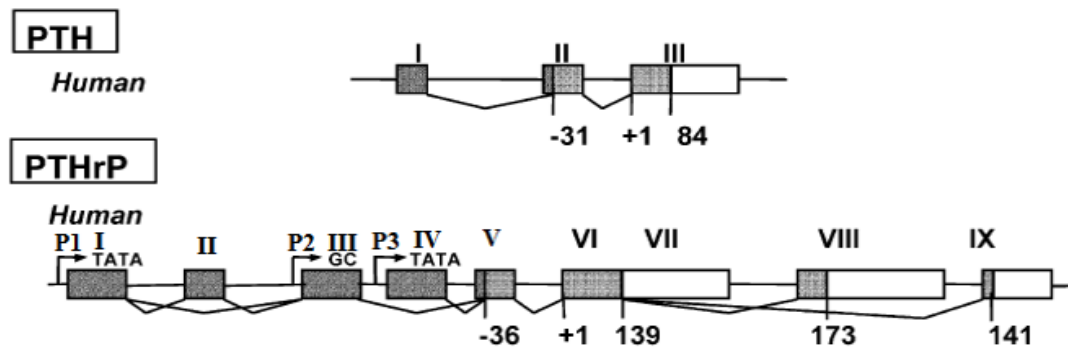 PTH
Human
I II III
-31 +1 84
PTHrP
Human
P1 I II P2 III P3 IV V VI VII VIII IX
TATA GC TATA
-36 +1 139 173 141